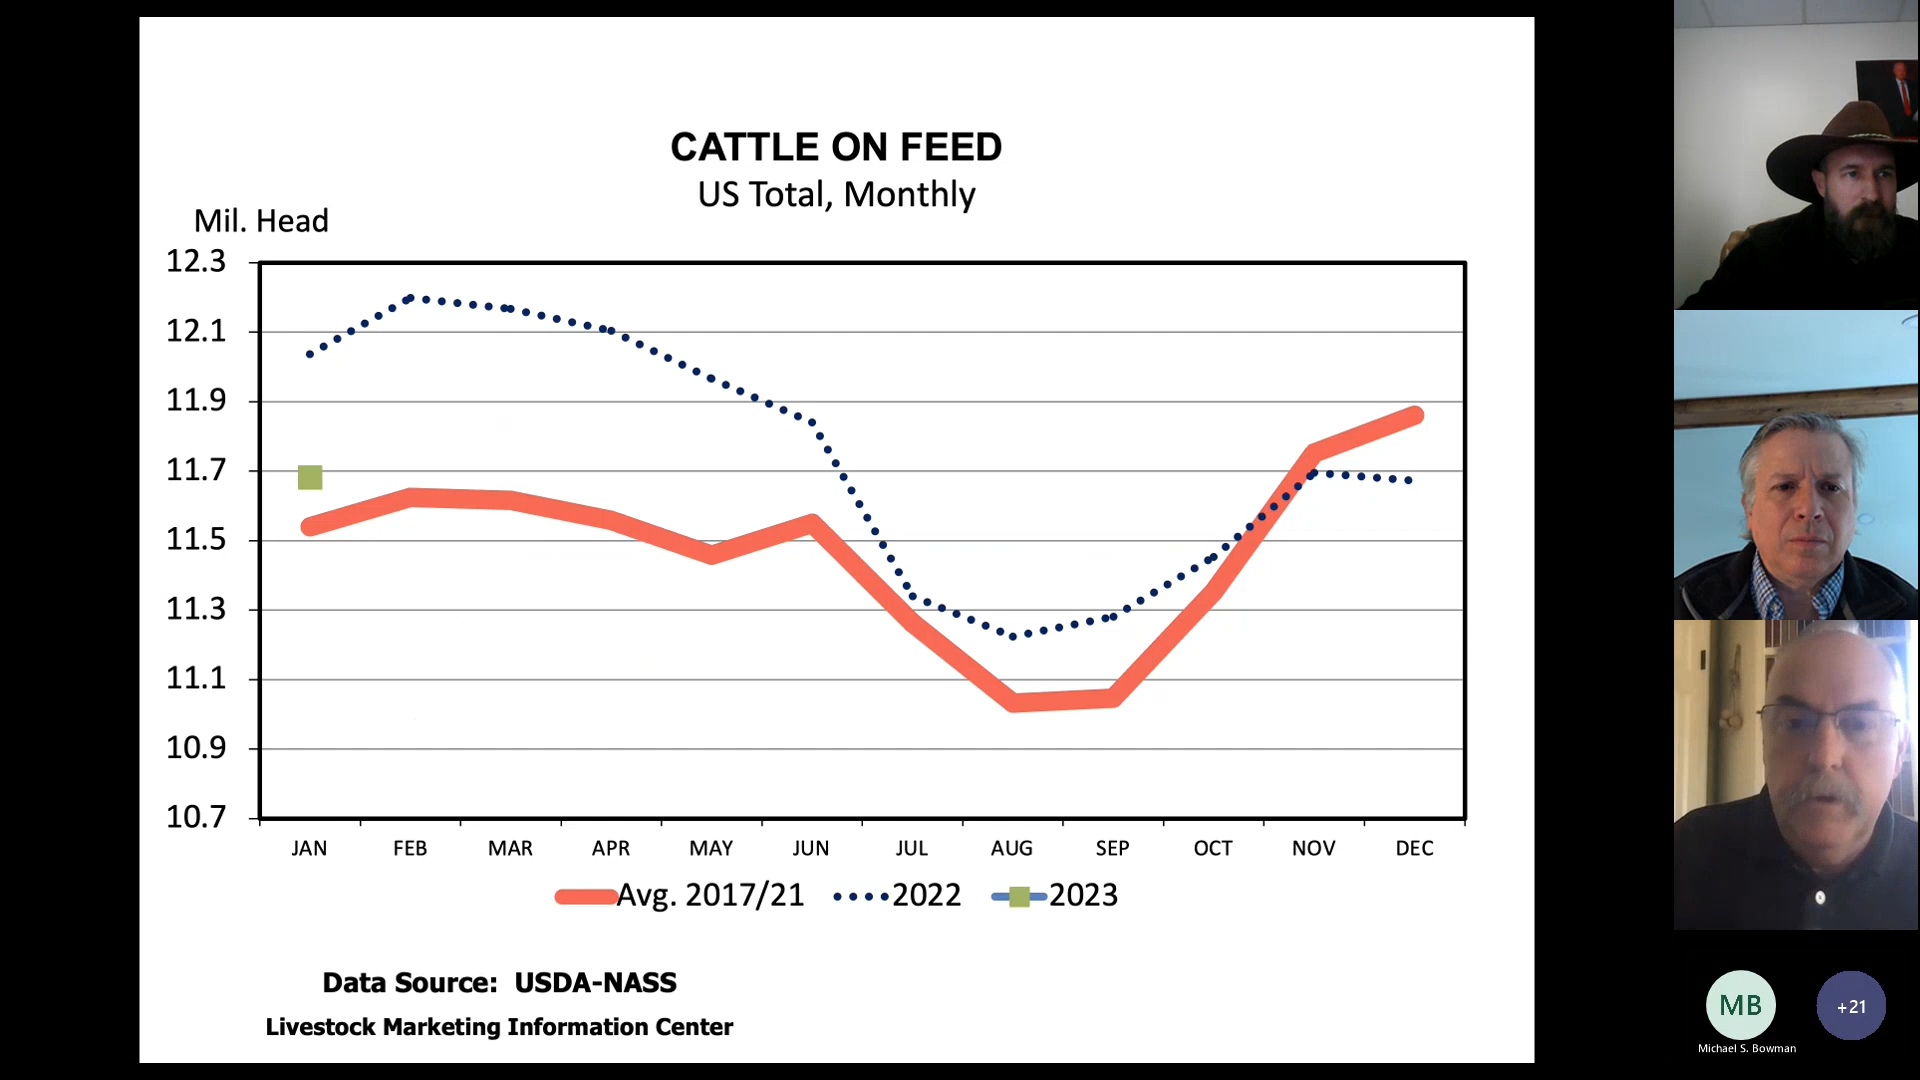 CATTLE ON FEED
US Total, Monthly
Mil. Head
12.3
12.1
11.9
11.7
11.5
11.3
11.1
10.9
10.7
JAN FEB MAR APR MAY JUN JUL AUG SEP OCT NOV DEC
Avg. 2017/21 2022 2023
Data Source: USDA-NASS
Livestock Marketing Information Center
MB
+21
Michael S. Bowman